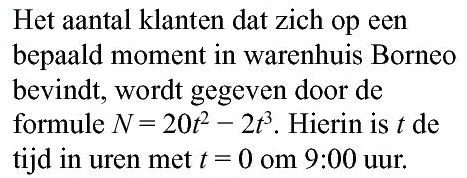 Het aantal klanten dat zich op een
bepaald moment in warenhuis Borneo
bevindt, wordt gegeven door de
formule N = 20t² − 2t³. Hierin is t de
tijd in uren met t = 0 om 9:00 uur.